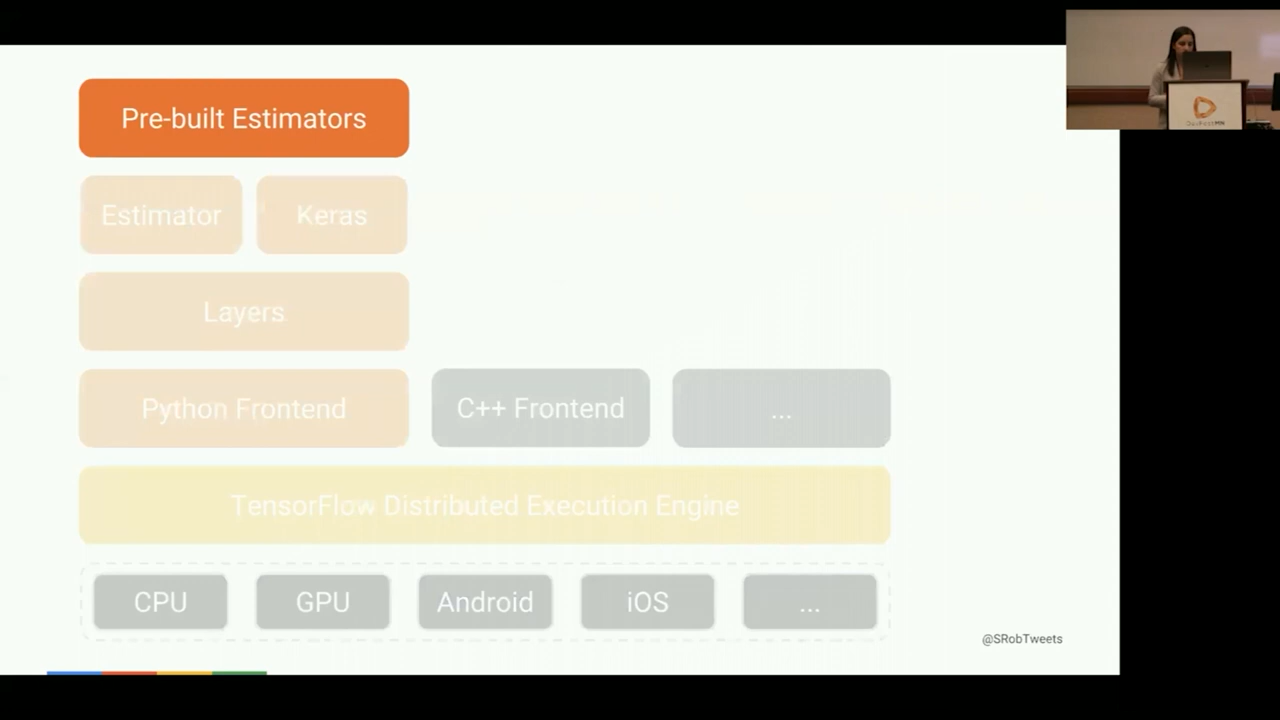 Pre-built Estimators
Estimator
Keras
Layers
Python Frontend
C++ Frontend
...
TensorFlow Distributed Execution Engine
CPU
GPU
Android
iOS
...
@SRobTweets